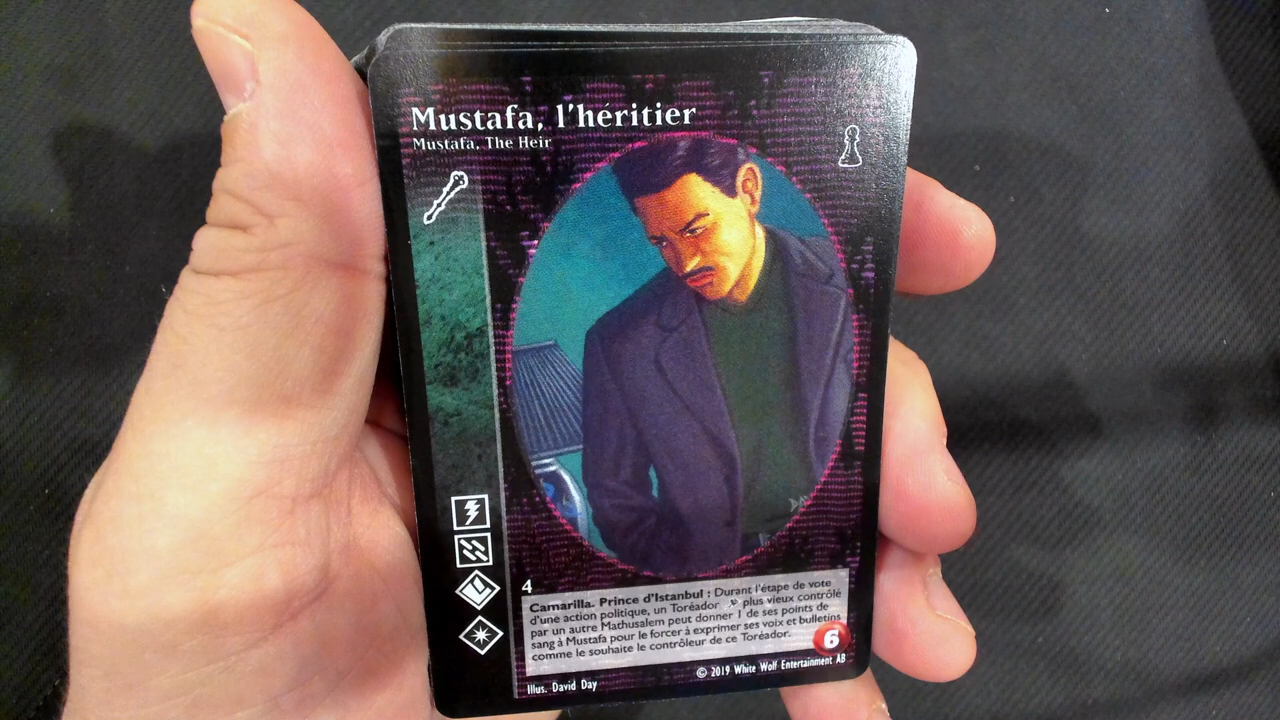 Mustafa, l'héritier
Mustafa, The Heir
4
Camarilla. Prince d'Istanbul : Durant l'étape de vote
d'une action politique, un Toréador plus vieux contrôlé
par un autre Mathusalem peut donner 1 de ses points de
sang à Mustafa pour le forcer à exprimer ses voix et bulletins
comme le souhaite le contrôleur de ce Toréador.
6
© 2019 White Wolf Entertainment AB
Illus. David Day